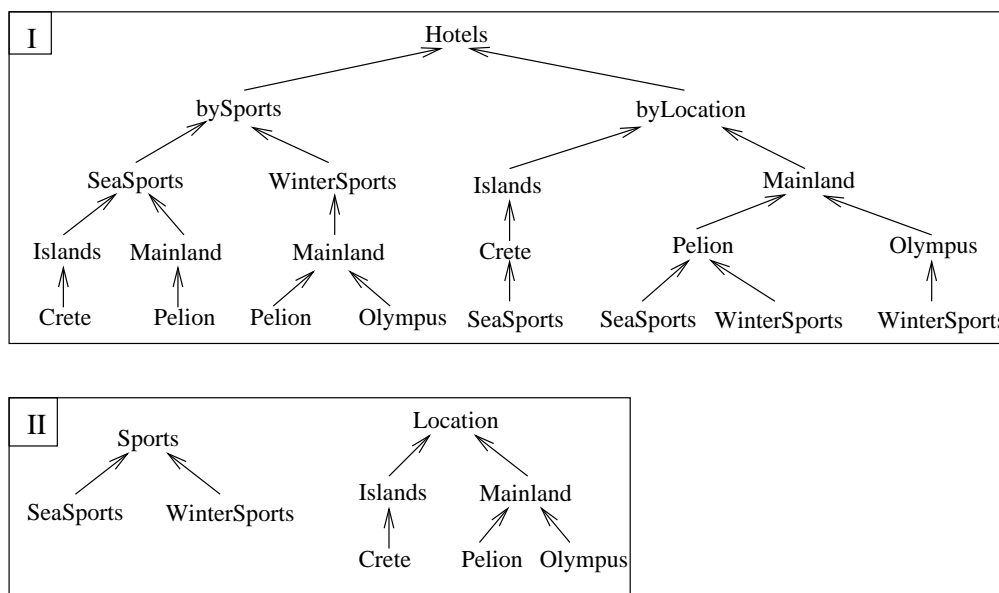 I
Hotels
bySports byLocation
SeaSports WinterSports Islands Mainland
Islands Mainland Mainland Crete Pelion Olympus
Crete Pelion Pelion Olympus SeaSports SeaSports WinterSports WinterSports
II
Sports Location
SeaSports WinterSports Islands Mainland
Crete Pelion Olympus